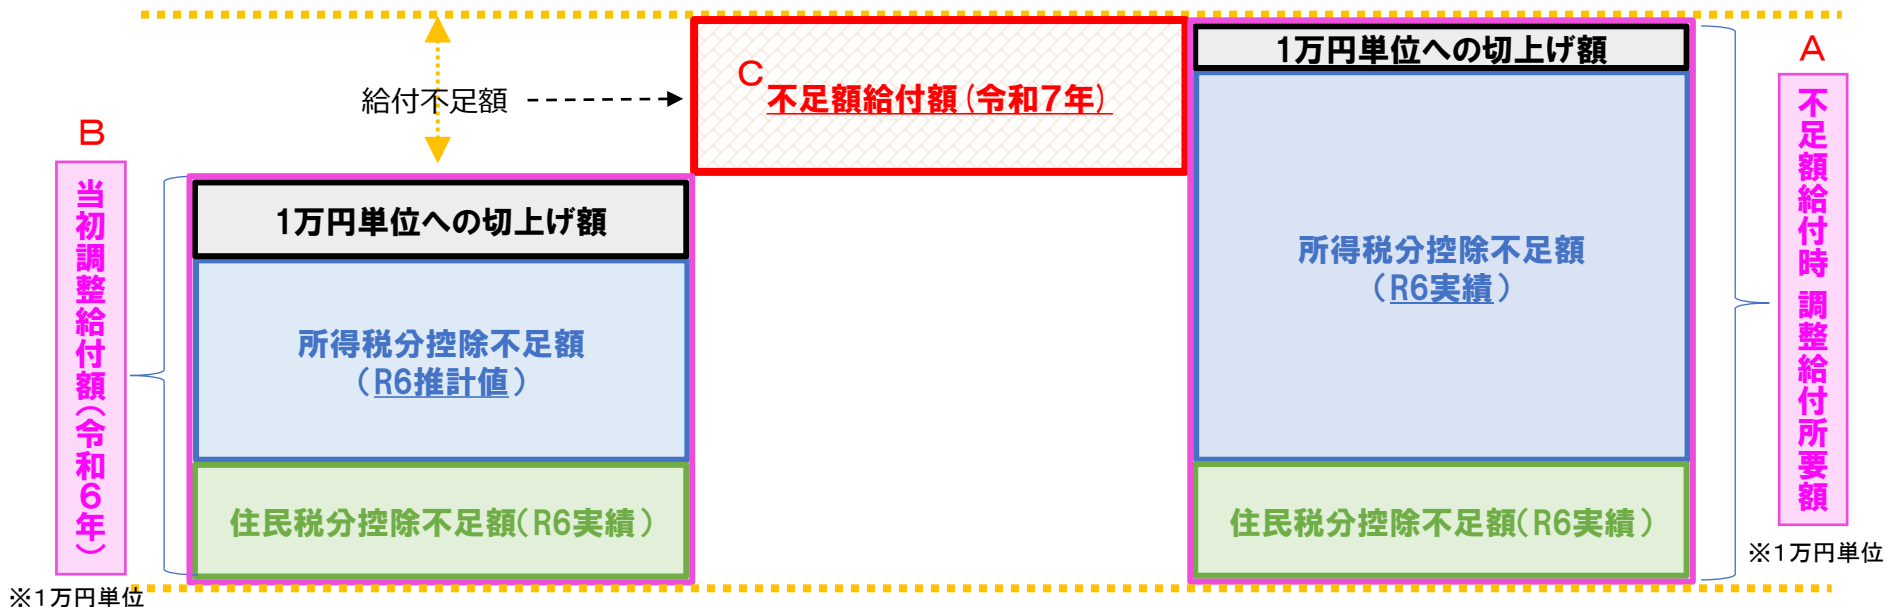 B
当初調整給付額（令和６年）
※１万円単位
給付不足額
1万円単位への切上げ額
所得税分控除不足額
（R6推計値）
住民税分控除不足額（R6実績）
C
不足額給付額（令和７年）
1万円単位への切上げ額
所得税分控除不足額
（R6実績）
住民税分控除不足額（R6実績）
A
不足額給付時 調整給付所要額
※１万円単位